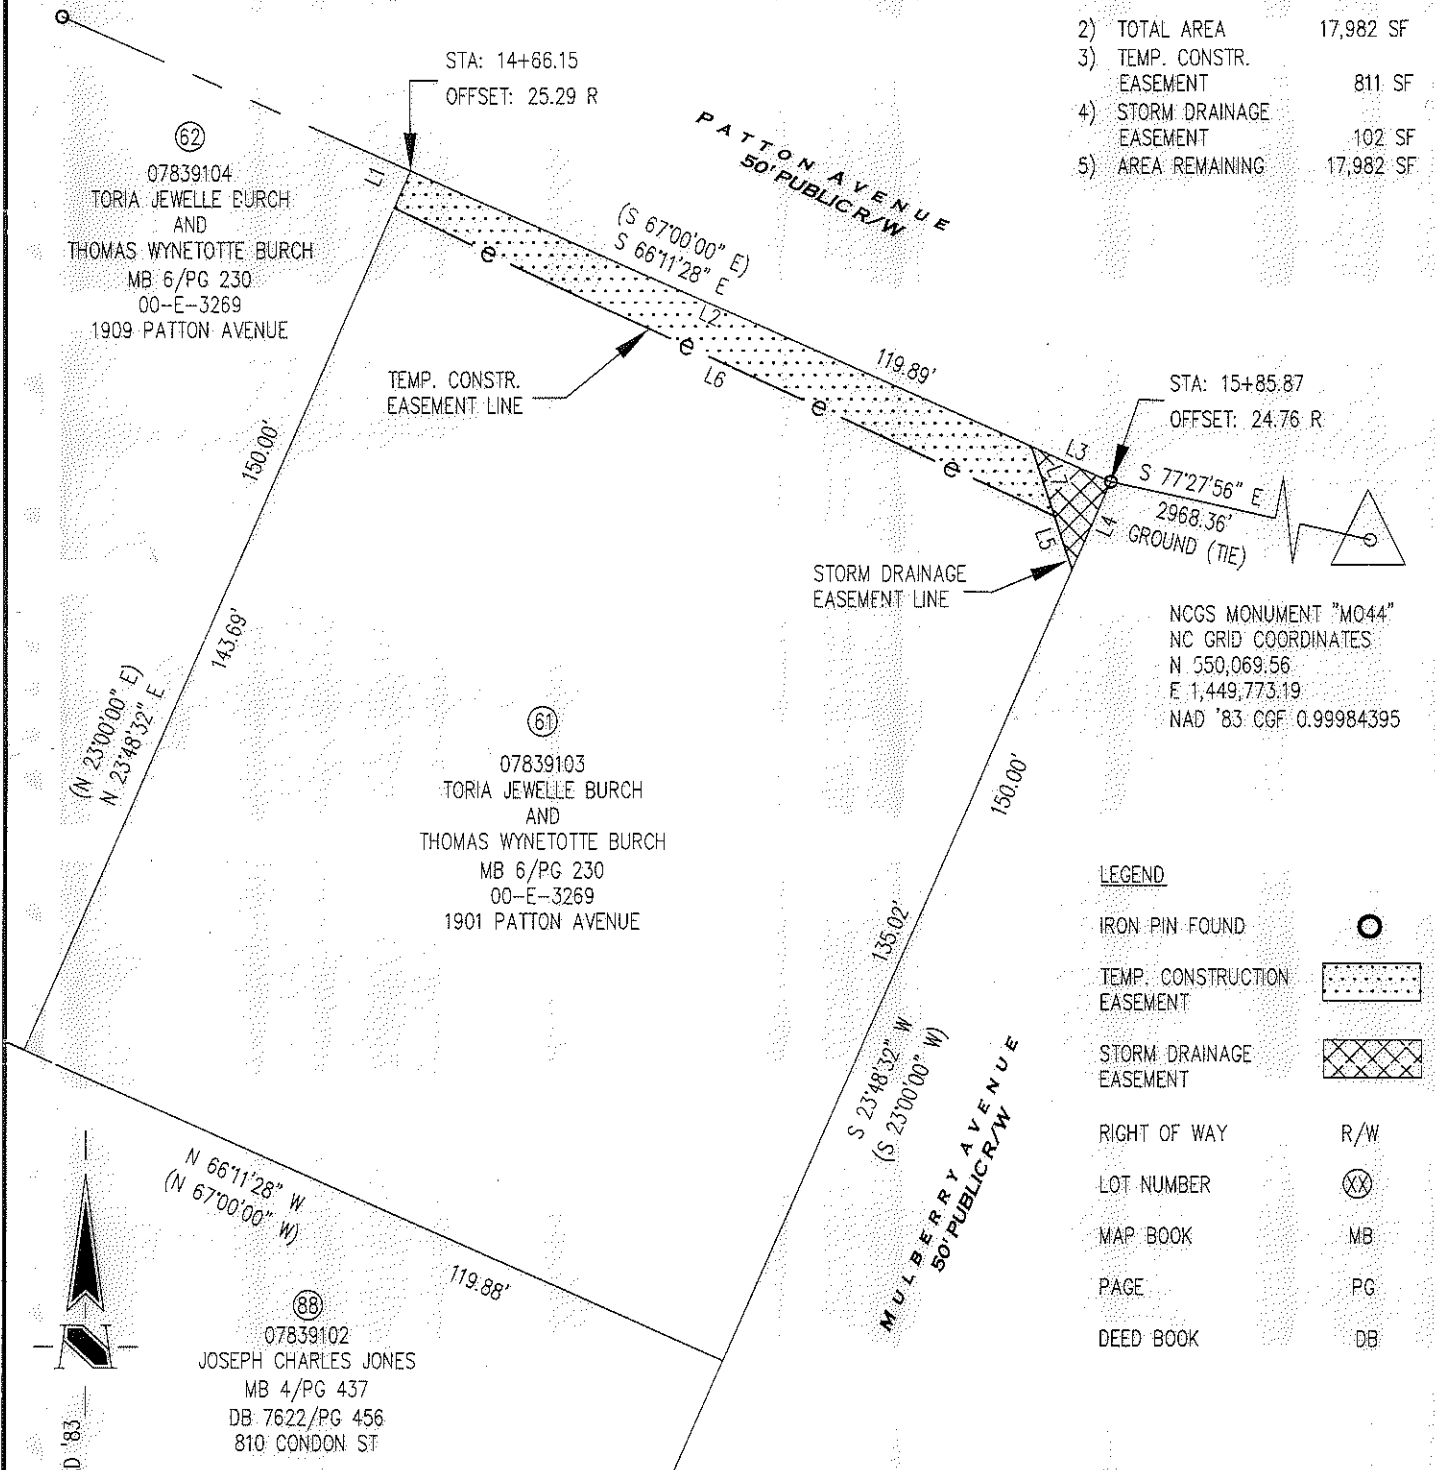 2) TOTAL AREA 17,982 SF
3) TEMP. CONSTR.
EASEMENT 811 SF
4) STORM DRAINAGE
EASEMENT 102 SF
5) AREA REMAINING 17,982 SF
STA: 14+66.15
OFFSET: 25.29 R
PATTON AVENUE
50' PUBLIC R/W
62
07839104
TORIA JEWELLE BURCH
AND
THOMAS WYNETOTTE BURCH
MB 6/PG 230
00-E-3269
1909 PATTON AVENUE
L1
(S 67°00'00" E)
S 66°11'28" E
L2
119.89'
e
e
e
e
L6
TEMP. CONSTR.
EASEMENT LINE
STA: 15+85.87
OFFSET: 24.76 R
L3
L7
L4
L5
S 77°27'56" E
2968.36'
GROUND (TIE)
STORM DRAINAGE
EASEMENT LINE
NCGS MONUMENT "MO44"
NC GRID COORDINATES
N 550,069.56
E 1,449,773.19
NAD '83 CGF 0.99984395
150.00'
143.69'
(N 23°00'00" E)
N 23°48'32" E
61
07839103
TORIA JEWELLE BURCH
AND
THOMAS WYNETOTTE BURCH
MB 6/PG 230
00-E-3269
1901 PATTON AVENUE
150.00'
135.02'
S 23°48'32" W
(S 23°00'00" W)
MULBERRY AVENUE
50' PUBLIC R/W
N 66°11'28" W
(N 67°00'00" W)
119.88'
88
07839102
JOSEPH CHARLES JONES
MB 4/PG 437
DB 7622/PG 456
810 CONDON ST
N
D '83
LEGEND
IRON PIN FOUND
TEMP. CONSTRUCTION
EASEMENT
STORM DRAINAGE
EASEMENT
RIGHT OF WAY R/W
LOT NUMBER XX
MAP BOOK MB
PAGE PG
DEED BOOK DB